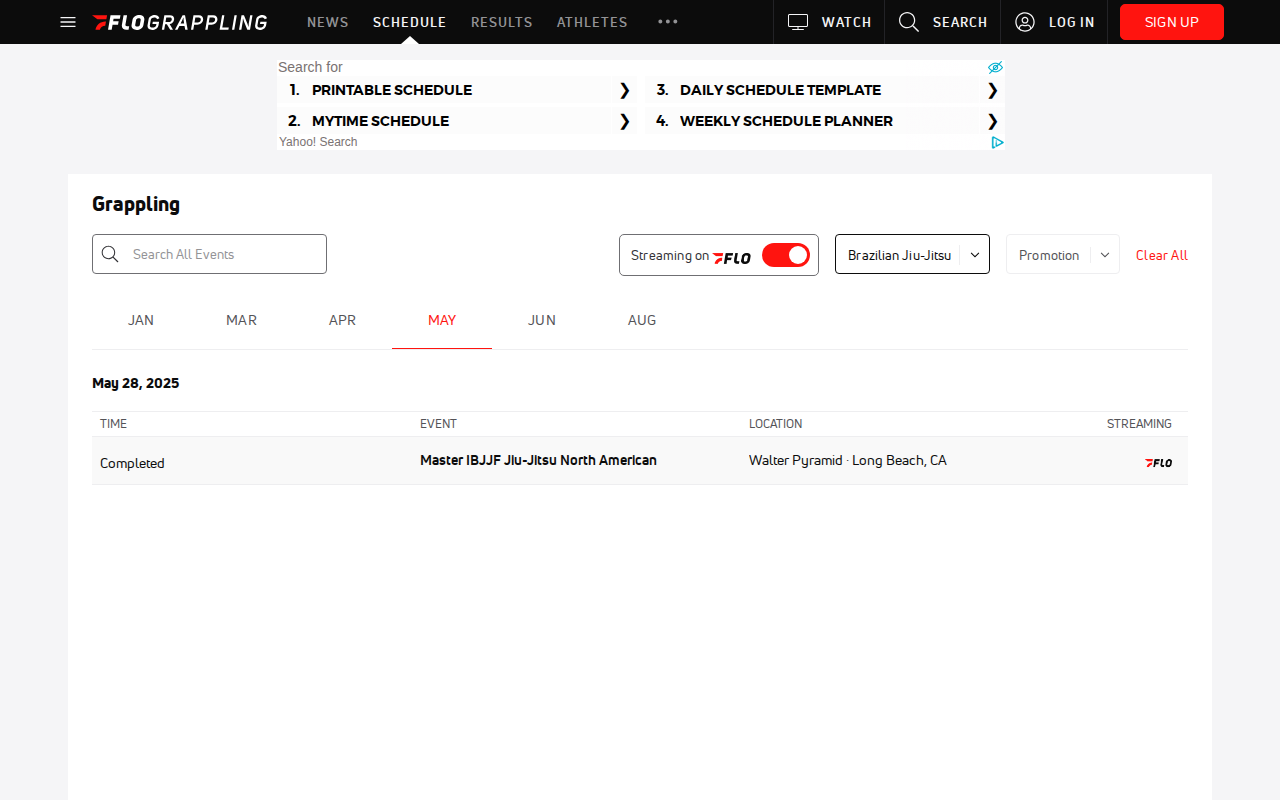 FLOGRAPPLING NEWS SCHEDULE RESULTS ATHLETES WATCH SEARCH LOG IN SIGN UP
Search for
1. PRINTABLE SCHEDULE
2. MYTIME SCHEDULE
3. DAILY SCHEDULE TEMPLATE
4. WEEKLY SCHEDULE PLANNER
Yahoo! Search
Grappling
Search All Events Streaming on FLO Brazilian Jiu-Jitsu Promotion Clear All
JAN MAR APR MAY JUN AUG
May 28, 2025
TIME EVENT LOCATION STREAMING
Completed Master IBJJF Jiu-Jitsu North American Walter Pyramid · Long Beach, CA FLO